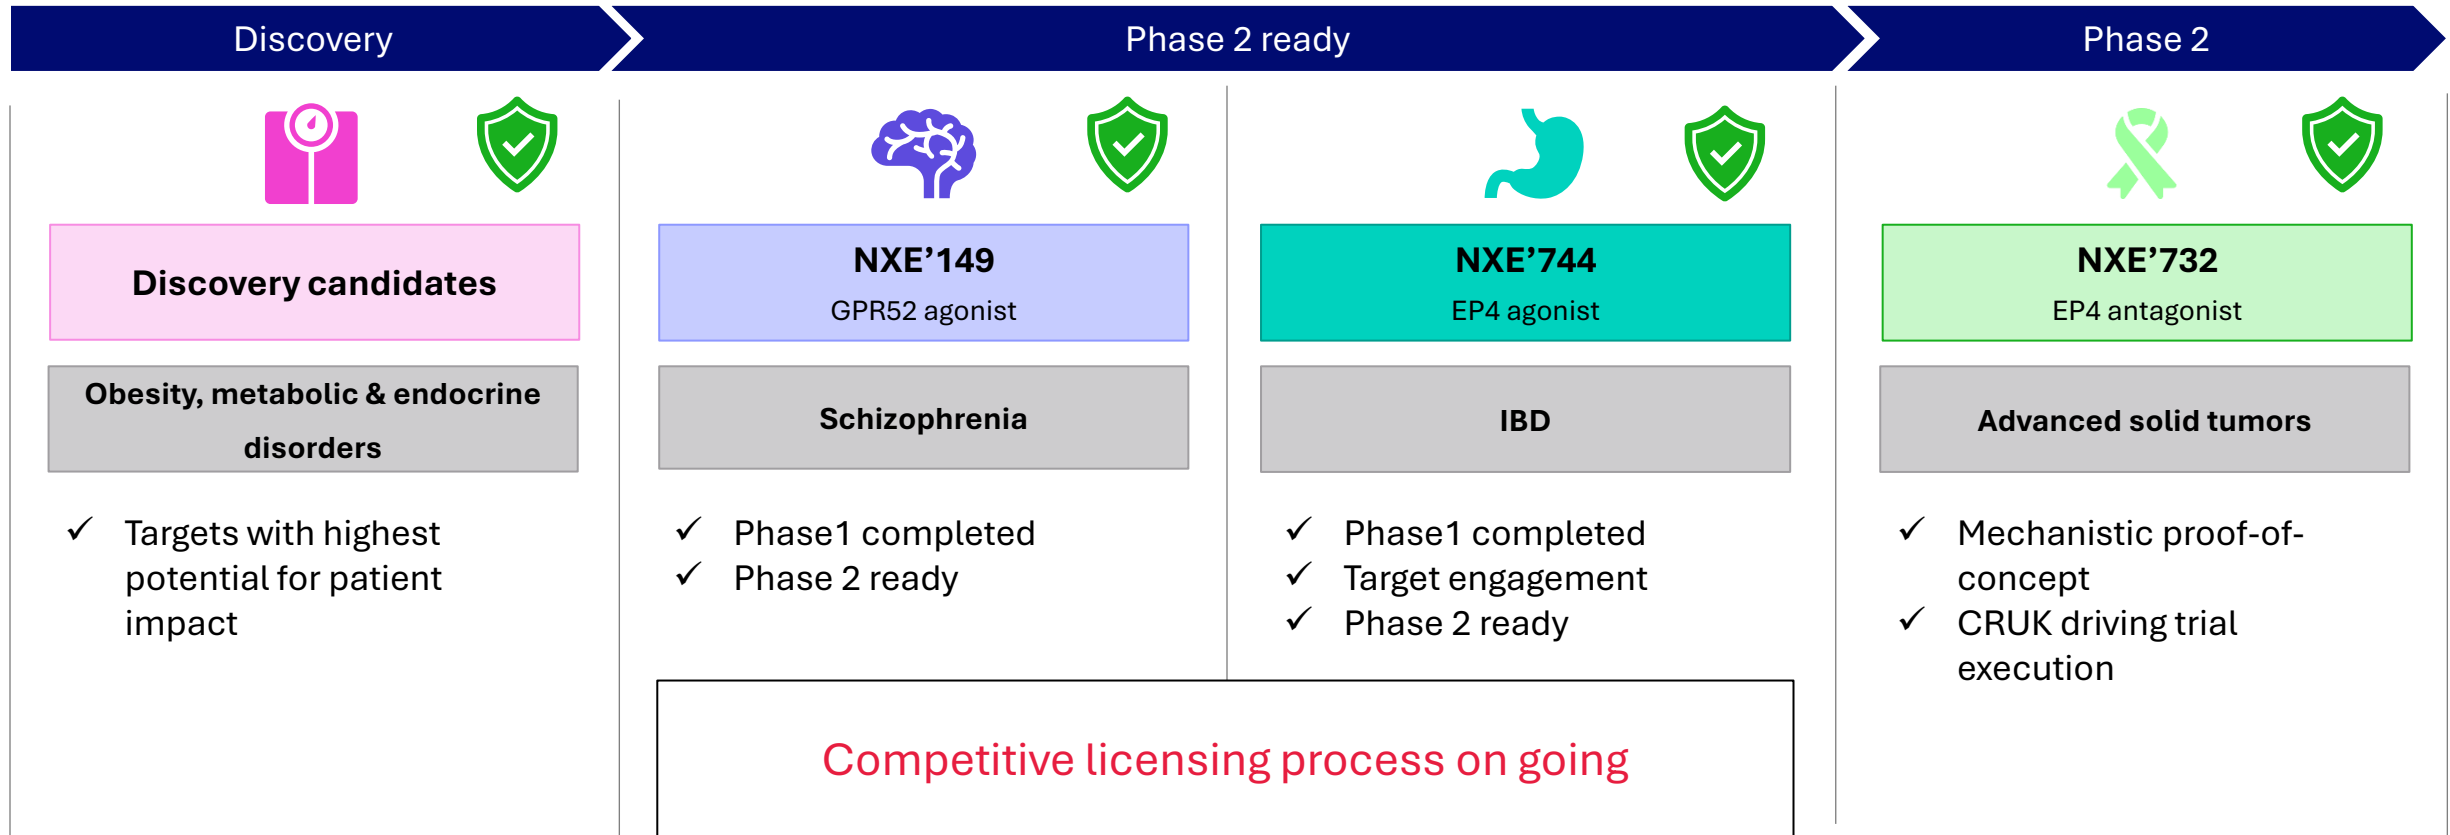 Discovery
Phase 2 ready
Phase 2
Discovery candidates
Obesity, metabolic & endocrine
disorders
✓ Targets with highest
potential for patient
impact
NXE’149
GPR52 agonist
Schizophrenia
✓ Phase1 completed
✓ Phase 2 ready
NXE’744
EP4 agonist
IBD
✓ Phase1 completed
✓ Target engagement
✓ Phase 2 ready
Competitive licensing process on going
NXE’732
EP4 antagonist
Advanced solid tumors
✓ Mechanistic proof-of-
concept
✓ CRUK driving trial
execution